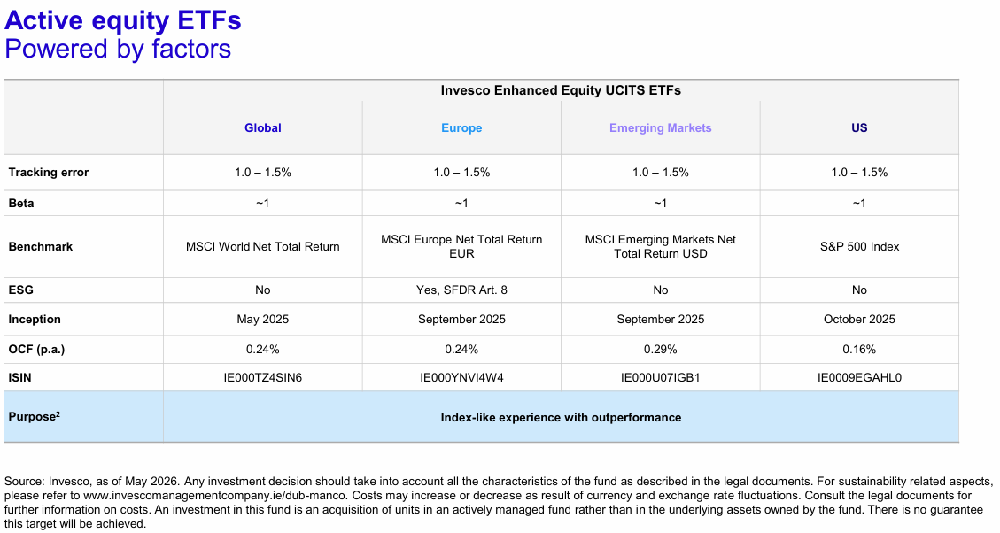 Active equity ETFs
Powered by factors
Invesco Enhanced Equity UCITS ETFs
Global Europe Emerging Markets US
Tracking error 1.0 – 1.5% 1.0 – 1.5% 1.0 – 1.5% 1.0 – 1.5%
Beta ~1 ~1 ~1 ~1
Benchmark MSCI World Net Total Return MSCI Europe Net Total Return EUR MSCI Emerging Markets Net Total Return USD S&P 500 Index
ESG No Yes, SFDR Art. 8 No No
Inception May 2025 September 2025 September 2025 October 2025
OCF (p.a.) 0.24% 0.24% 0.29% 0.16%
ISIN IE000TZ4SIN6 IE000YNVI4W4 IE000U07IGB1 IE0009EGAHL0
Purpose² Index-like experience with outperformance
Source: Invesco, as of May 2026. Any investment decision should take into account all the characteristics of the fund as described in the legal documents. For sustainability related aspects,
please refer to www.invescomanagementcompany.ie/dub-manco. Costs may increase or decrease as result of currency and exchange rate fluctuations. Consult the legal documents for
further information on costs. An investment in this fund is an acquisition of units in an actively managed fund rather than in the underlying assets owned by the fund. There is no guarantee
this target will be achieved.